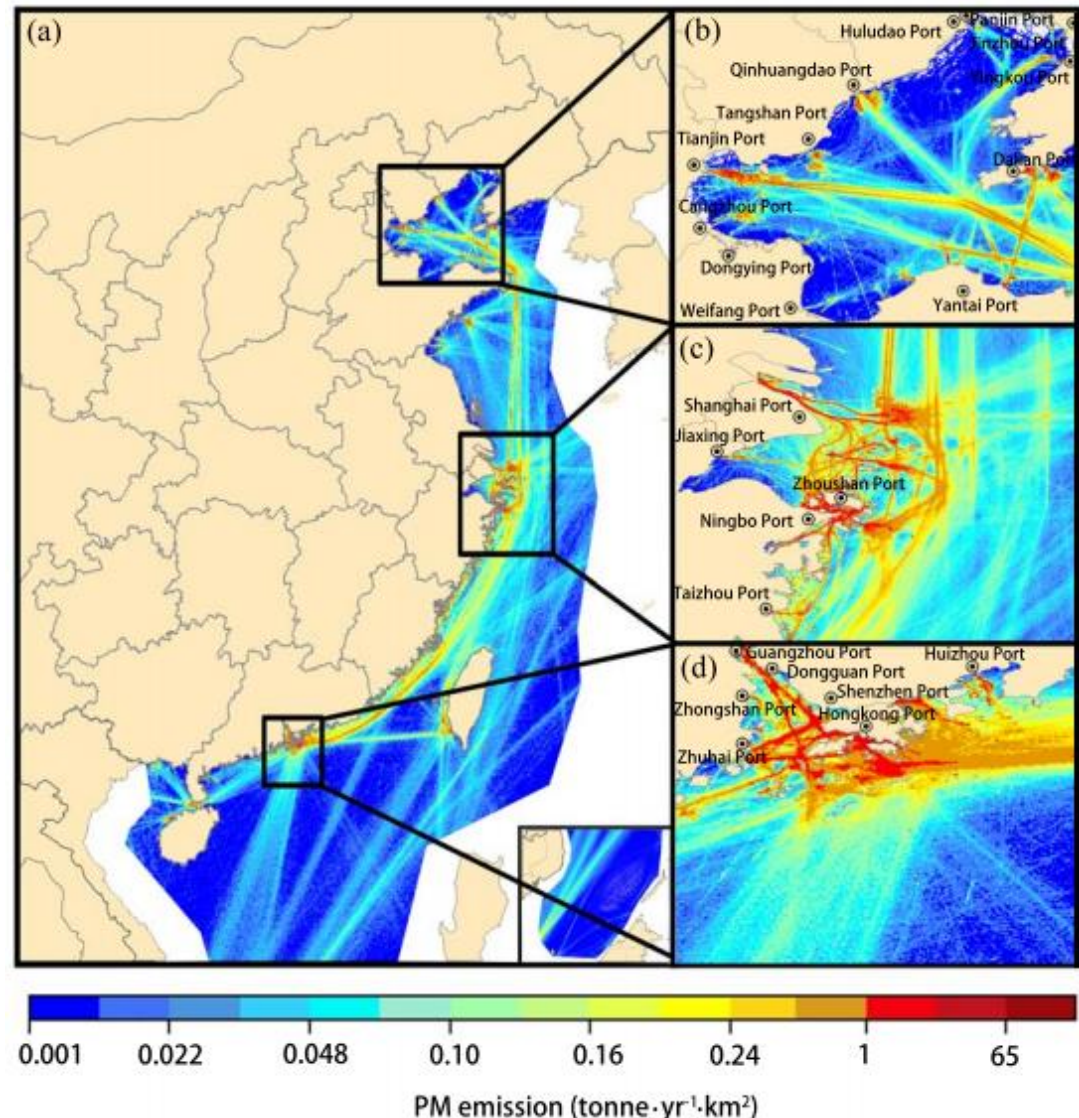 (a)
(b)
Panjin Port
Huludao Port
Jinzhou Port
Yingkou Port
Qinhuangdao Port
Tangshan Port
Tianjin Port
Dalian Port
Cangzhou Port
Dongying Port
Weifang Port
Yantai Port
(c)
Shanghai Port
Jiaxing Port
Zhoushan Port
Ningbo Port
Taizhou Port
(d)
Guangzhou Port
Huizhou Port
Dongguan Port
Shenzhen Port
Zhongshan Port
Hongkong Port
Zhuhai Port
0.001 0.022 0.048 0.10 0.16 0.24 1 65
PM emission (tonne·yr⁻¹·km²)